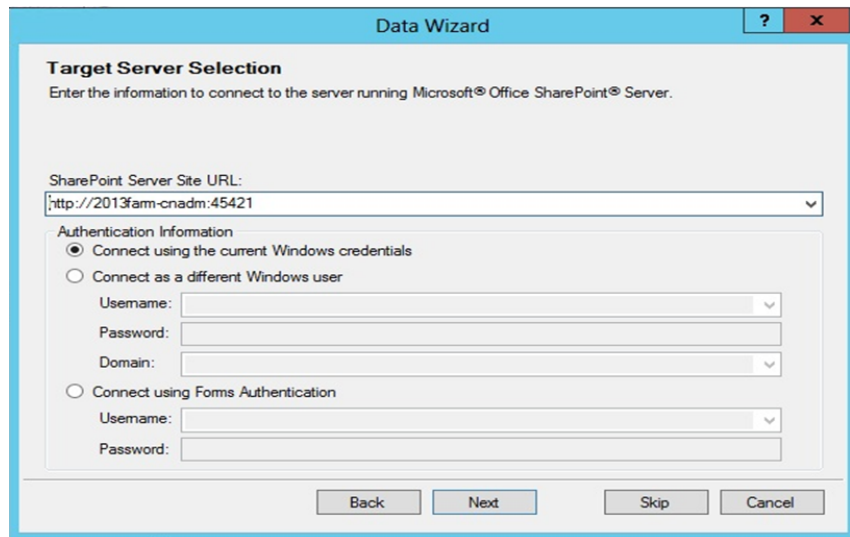 Data Wizard
?
x
Target Server Selection
Enter the information to connect to the server running Microsoft® Office SharePoint® Server.
SharePoint Server Site URL:
http://2013farm-cnadm:45421
Authentication Information
Connect using the current Windows credentials
Connect as a different Windows user
Username:
Password:
Domain:
Connect using Forms Authentication
Username:
Password:
Back Next Skip Cancel